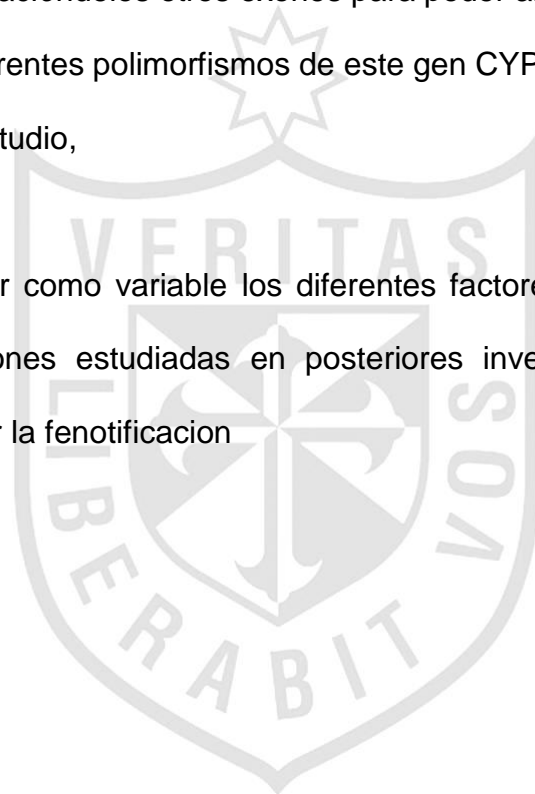 otros exones para poder
rentes polimorfismos de este gen CYP
tudio,
VERITAS
r como variable los diferentes factore
ones estudiadas en posteriores inve
r la fenotificacion
LIBERABIT VOS